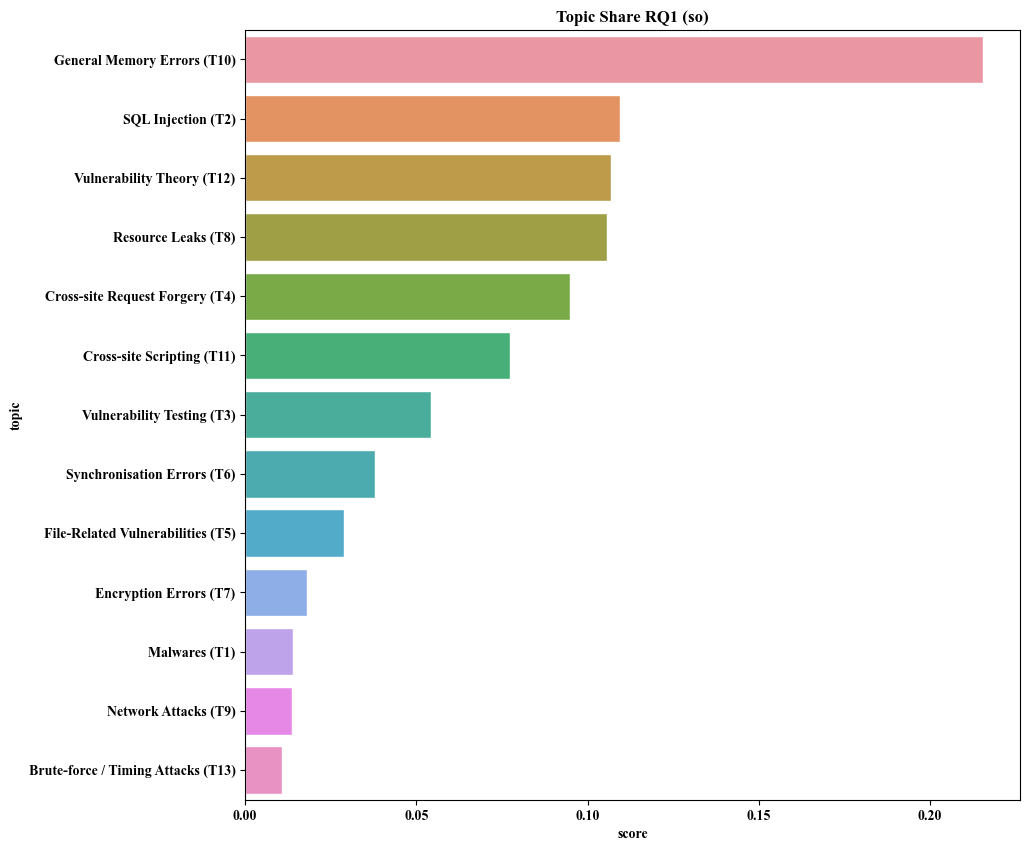 Topic Share RQ1 (so)
General Memory Errors (T10)
SQL Injection (T2)
Vulnerability Theory (T12)
Resource Leaks (T8)
Cross-site Request Forgery (T4)
Cross-site Scripting (T11)
Vulnerability Testing (T3)
Synchronisation Errors (T6)
File-Related Vulnerabilities (T5)
Encryption Errors (T7)
Malwares (T1)
Network Attacks (T9)
Brute-force / Timing Attacks (T13)
topic
0.00 0.05 0.10 0.15 0.20
score